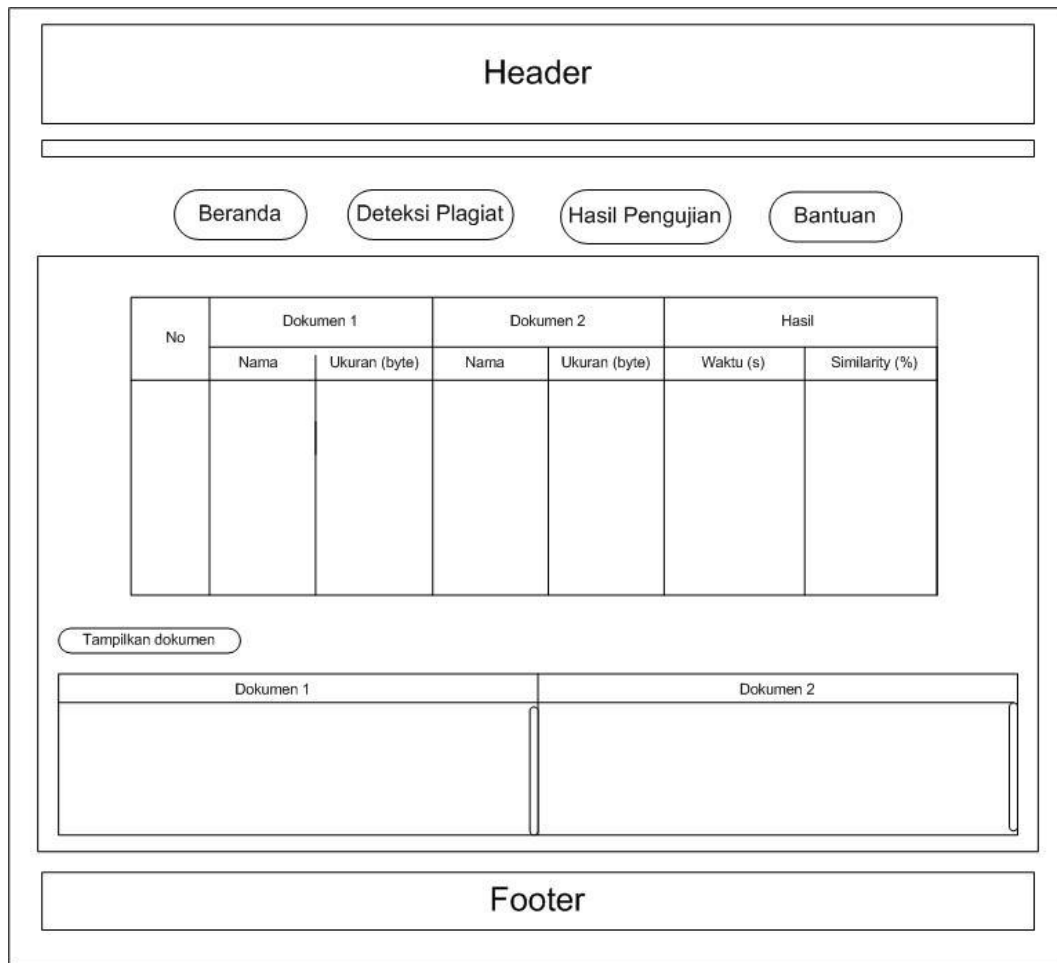 Header
Beranda Deteksi Plagiat Hasil Pengujian Bantuan
No Dokumen 1 Dokumen 2 Hasil
Nama Ukuran (byte) Nama Ukuran (byte) Waktu (s) Similarity (%)
Tampilkan dokumen
Dokumen 1 Dokumen 2
Footer